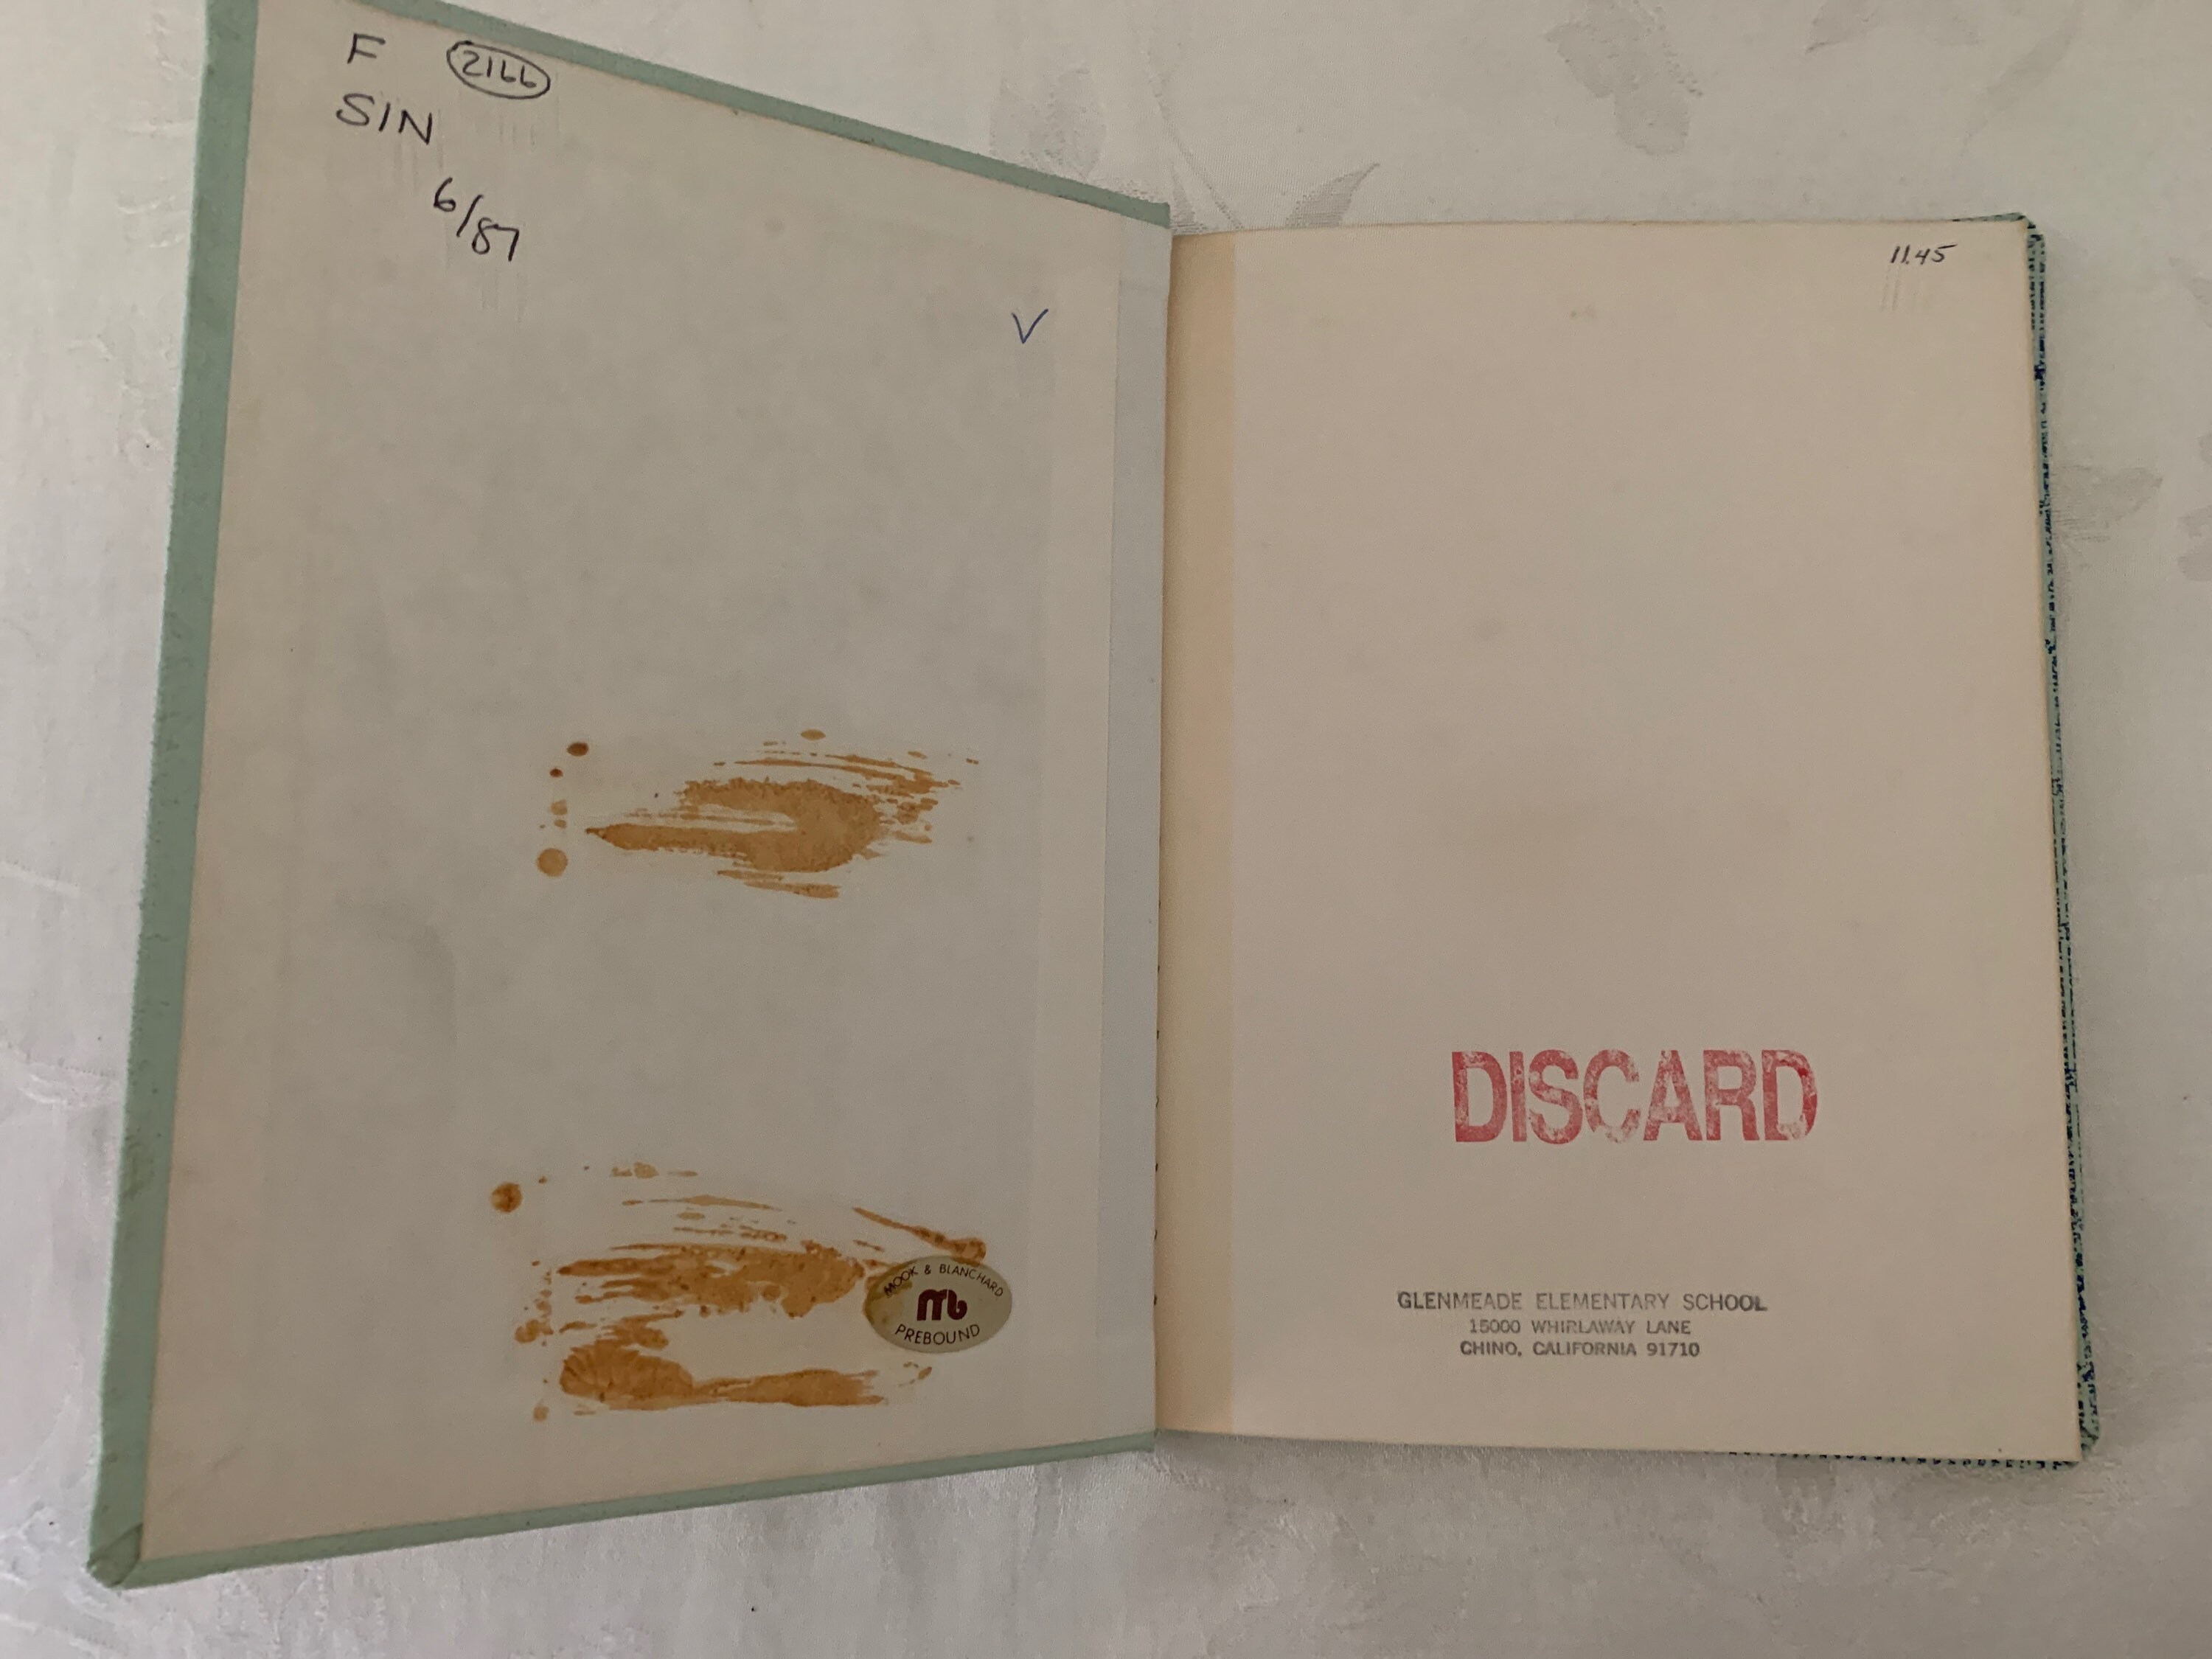 F 2166
SIN
6/87
MOOK & BLANCHARD
mb
PREBOUND
11.45
DISCARD
GLENMEADE ELEMENTARY SCHOOL
15000 WHIRLAWAY LANE
CHINO, CALIFORNIA 91710